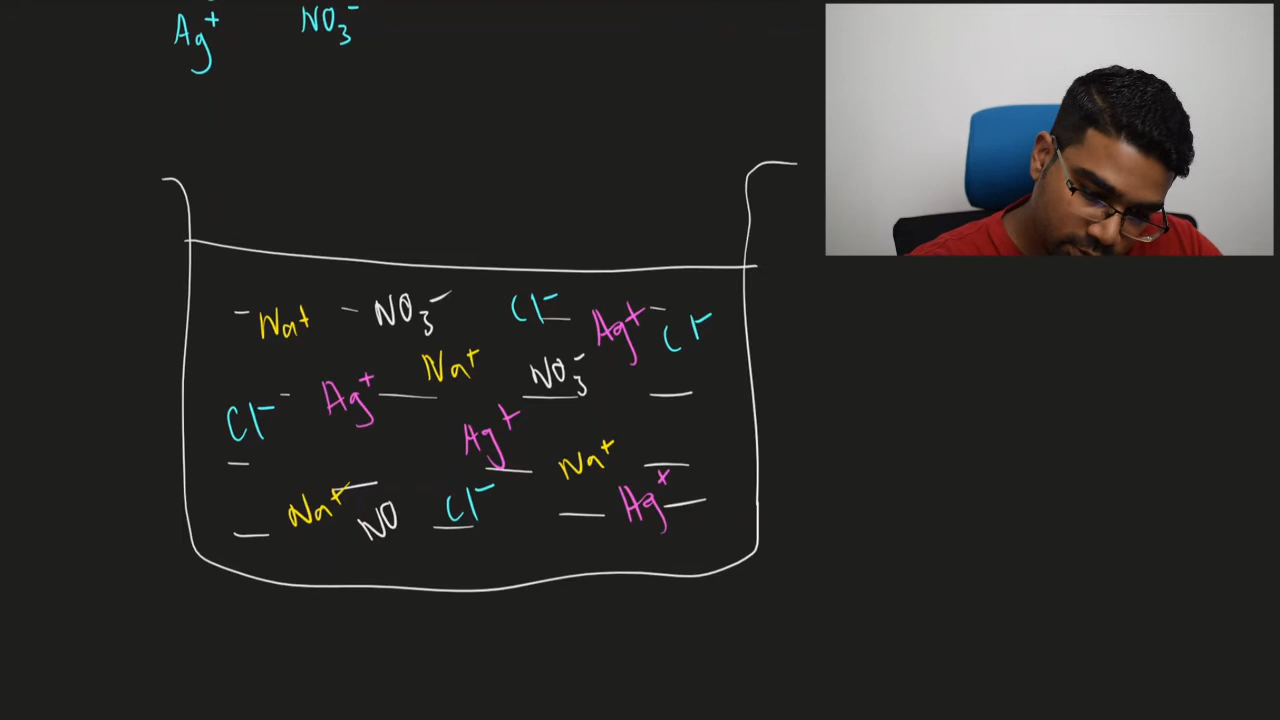 Ag⁺ NO₃⁻
Na⁺ NO₃⁻ Cl⁻ Ag⁺ Cl⁻
Na⁺ NO₃⁻
Cl⁻ Ag⁺ Ag⁺
Na⁺
Na⁺ NO Cl⁻ Ag⁺